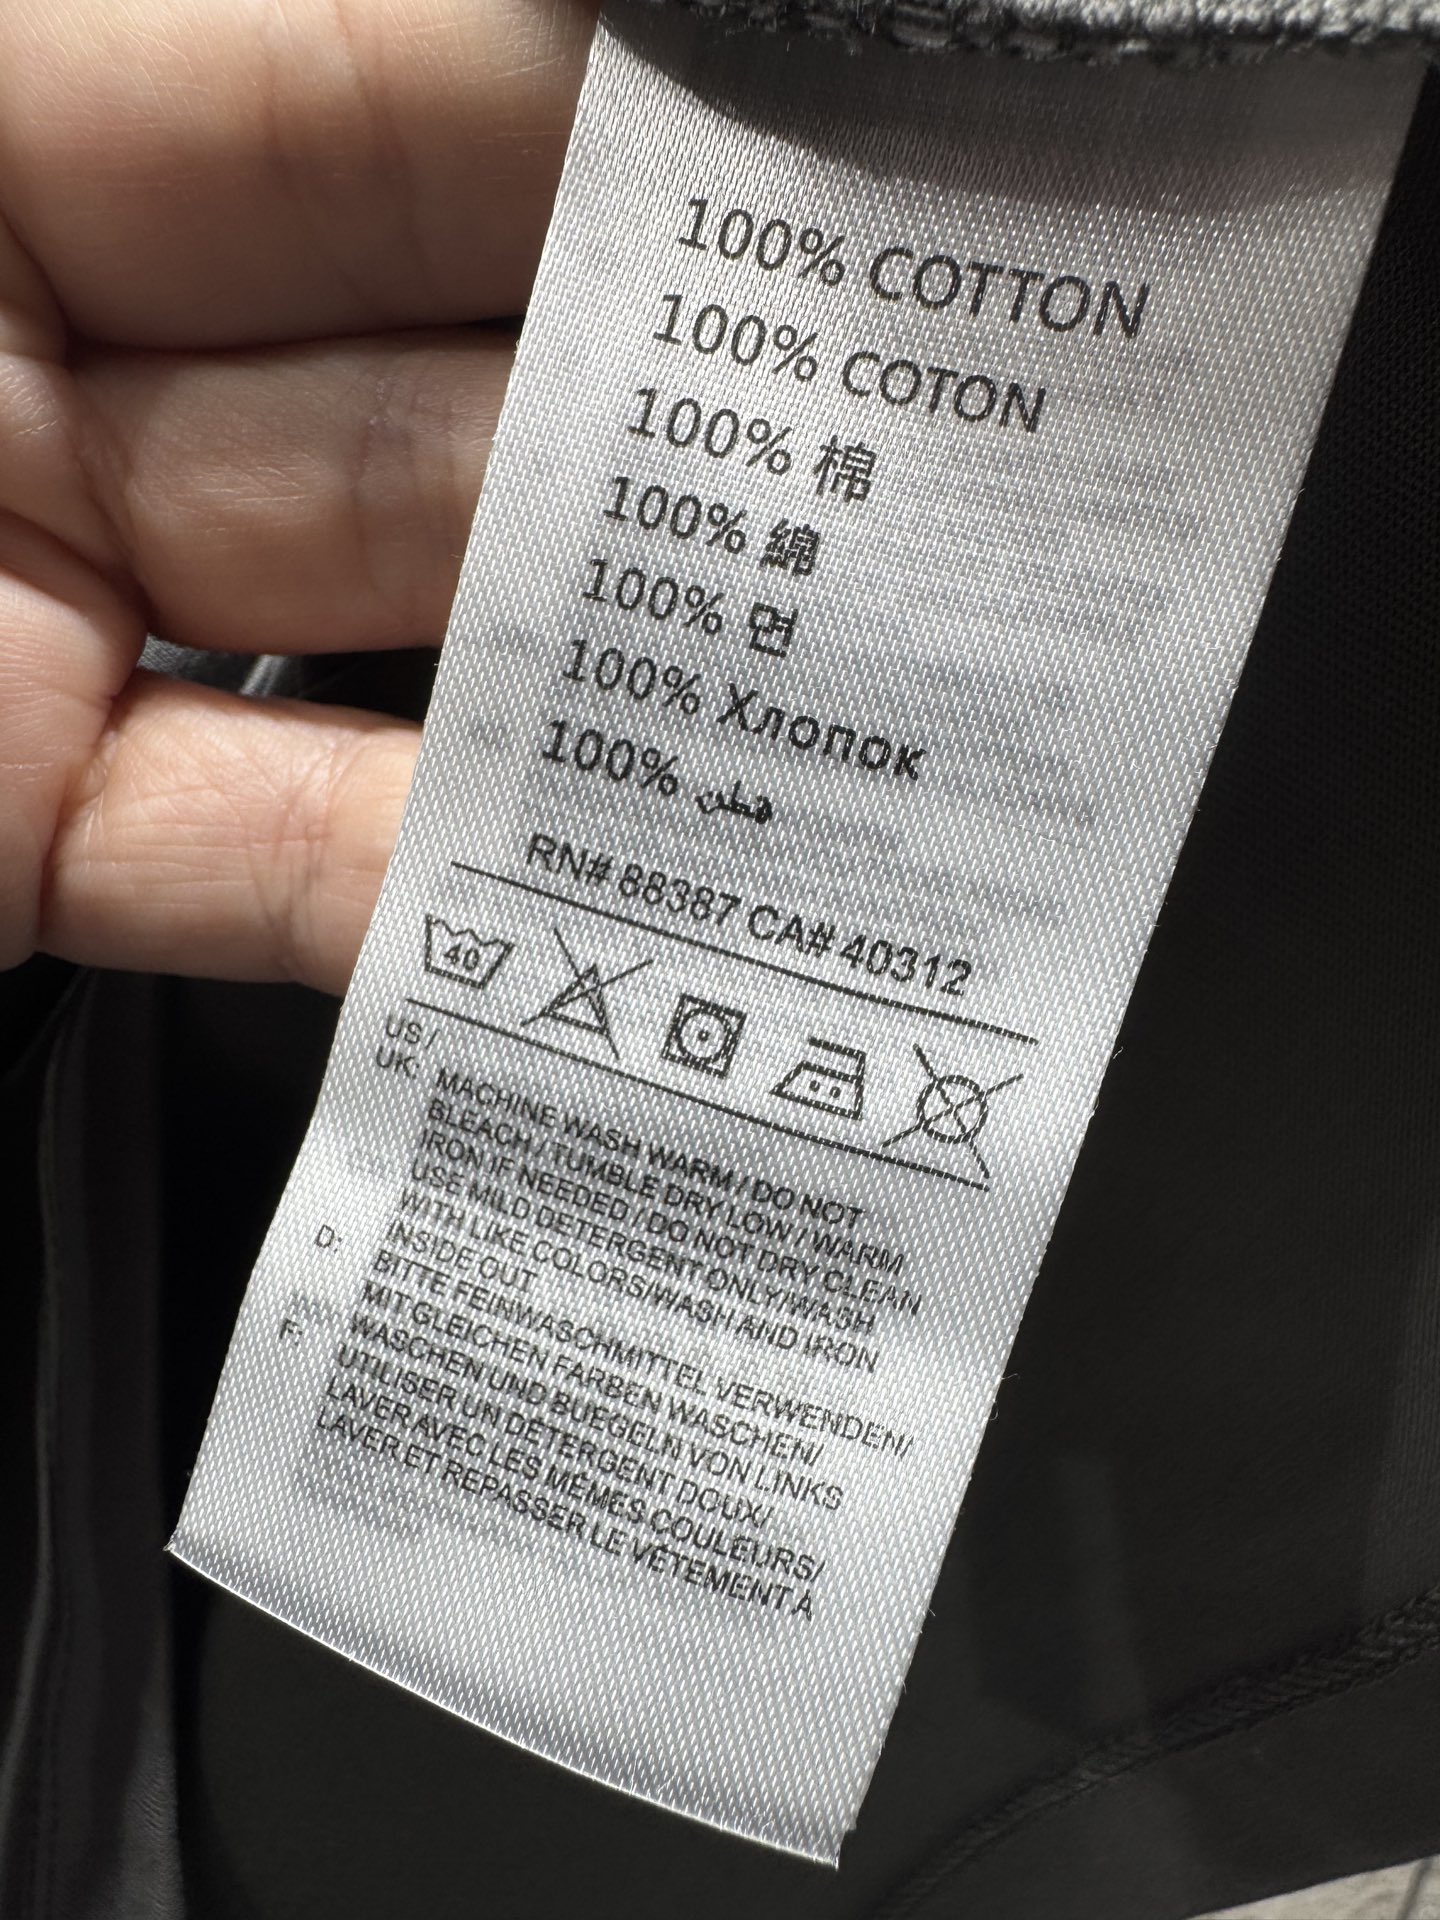 100% COTTON
100% COTON
100% 棉
100% 綿
100% 면
100% Хлопок
100% قطن
RN# 88387 CA# 40312
40
US /
UK: MACHINE WASH WARM / DO NOT
BLEACH / TUMBLE DRY LOW / WARM
IRON IF NEEDED / DO NOT DRY CLEAN
USE MILD DETERGENT ONLY/WASH
WITH LIKE COLORS/WASH AND IRON
INSIDE OUT
D: BITTE FEINWASCHMITTEL VERWENDEN/
MIT GLEICHEN FARBEN WASCHEN/
WASCHEN UND BUEGELN VON LINKS
F: UTILISER UN DÉTERGENT DOUX/
LAVER AVEC LES MÊMES COULEURS/
LAVER ET REPASSER LE VÊTEMENT À